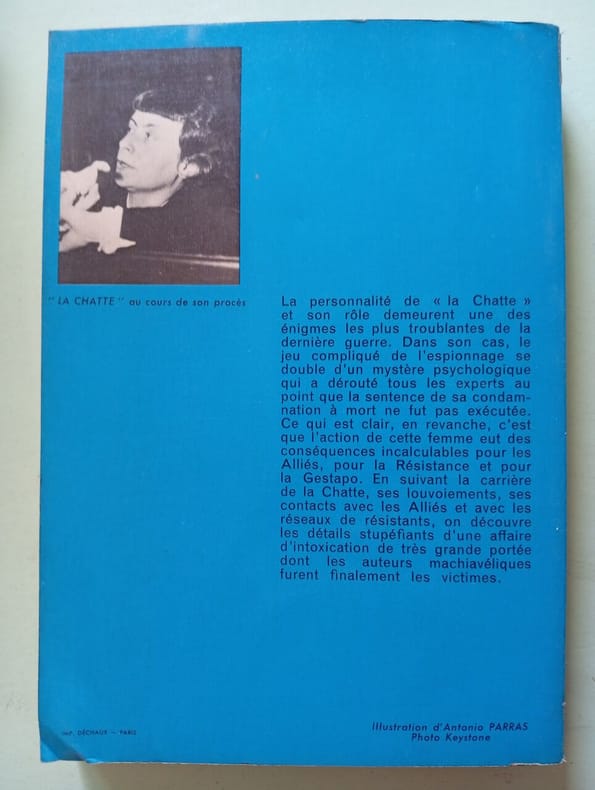 " LA CHATTE " au cours de son procès
La personnalité de « la Chatte »
et son rôle demeurent une des
énigmes les plus troublantes de la
dernière guerre. Dans son cas, le
jeu compliqué de l'espionnage se
double d'un mystère psychologique
qui a dérouté tous les experts au
point que la sentence de sa condam-
nation à mort ne fut pas exécutée.
Ce qui est clair, en revanche, c'est
que l'action de cette femme eut des
conséquences incalculables pour les
Alliés, pour la Résistance et pour
la Gestapo. En suivant la carrière
de la Chatte, ses louvoiements, ses
contacts avec les Alliés et avec les
réseaux de résistants, on découvre
les détails stupéfiants d'une affaire
d'intoxication de très grande portée
dont les auteurs machiavéliques
furent finalement les victimes.
IMP. DÉCHAUX — PARIS
Illustration d'Antonio PARRAS
Photo Keystone